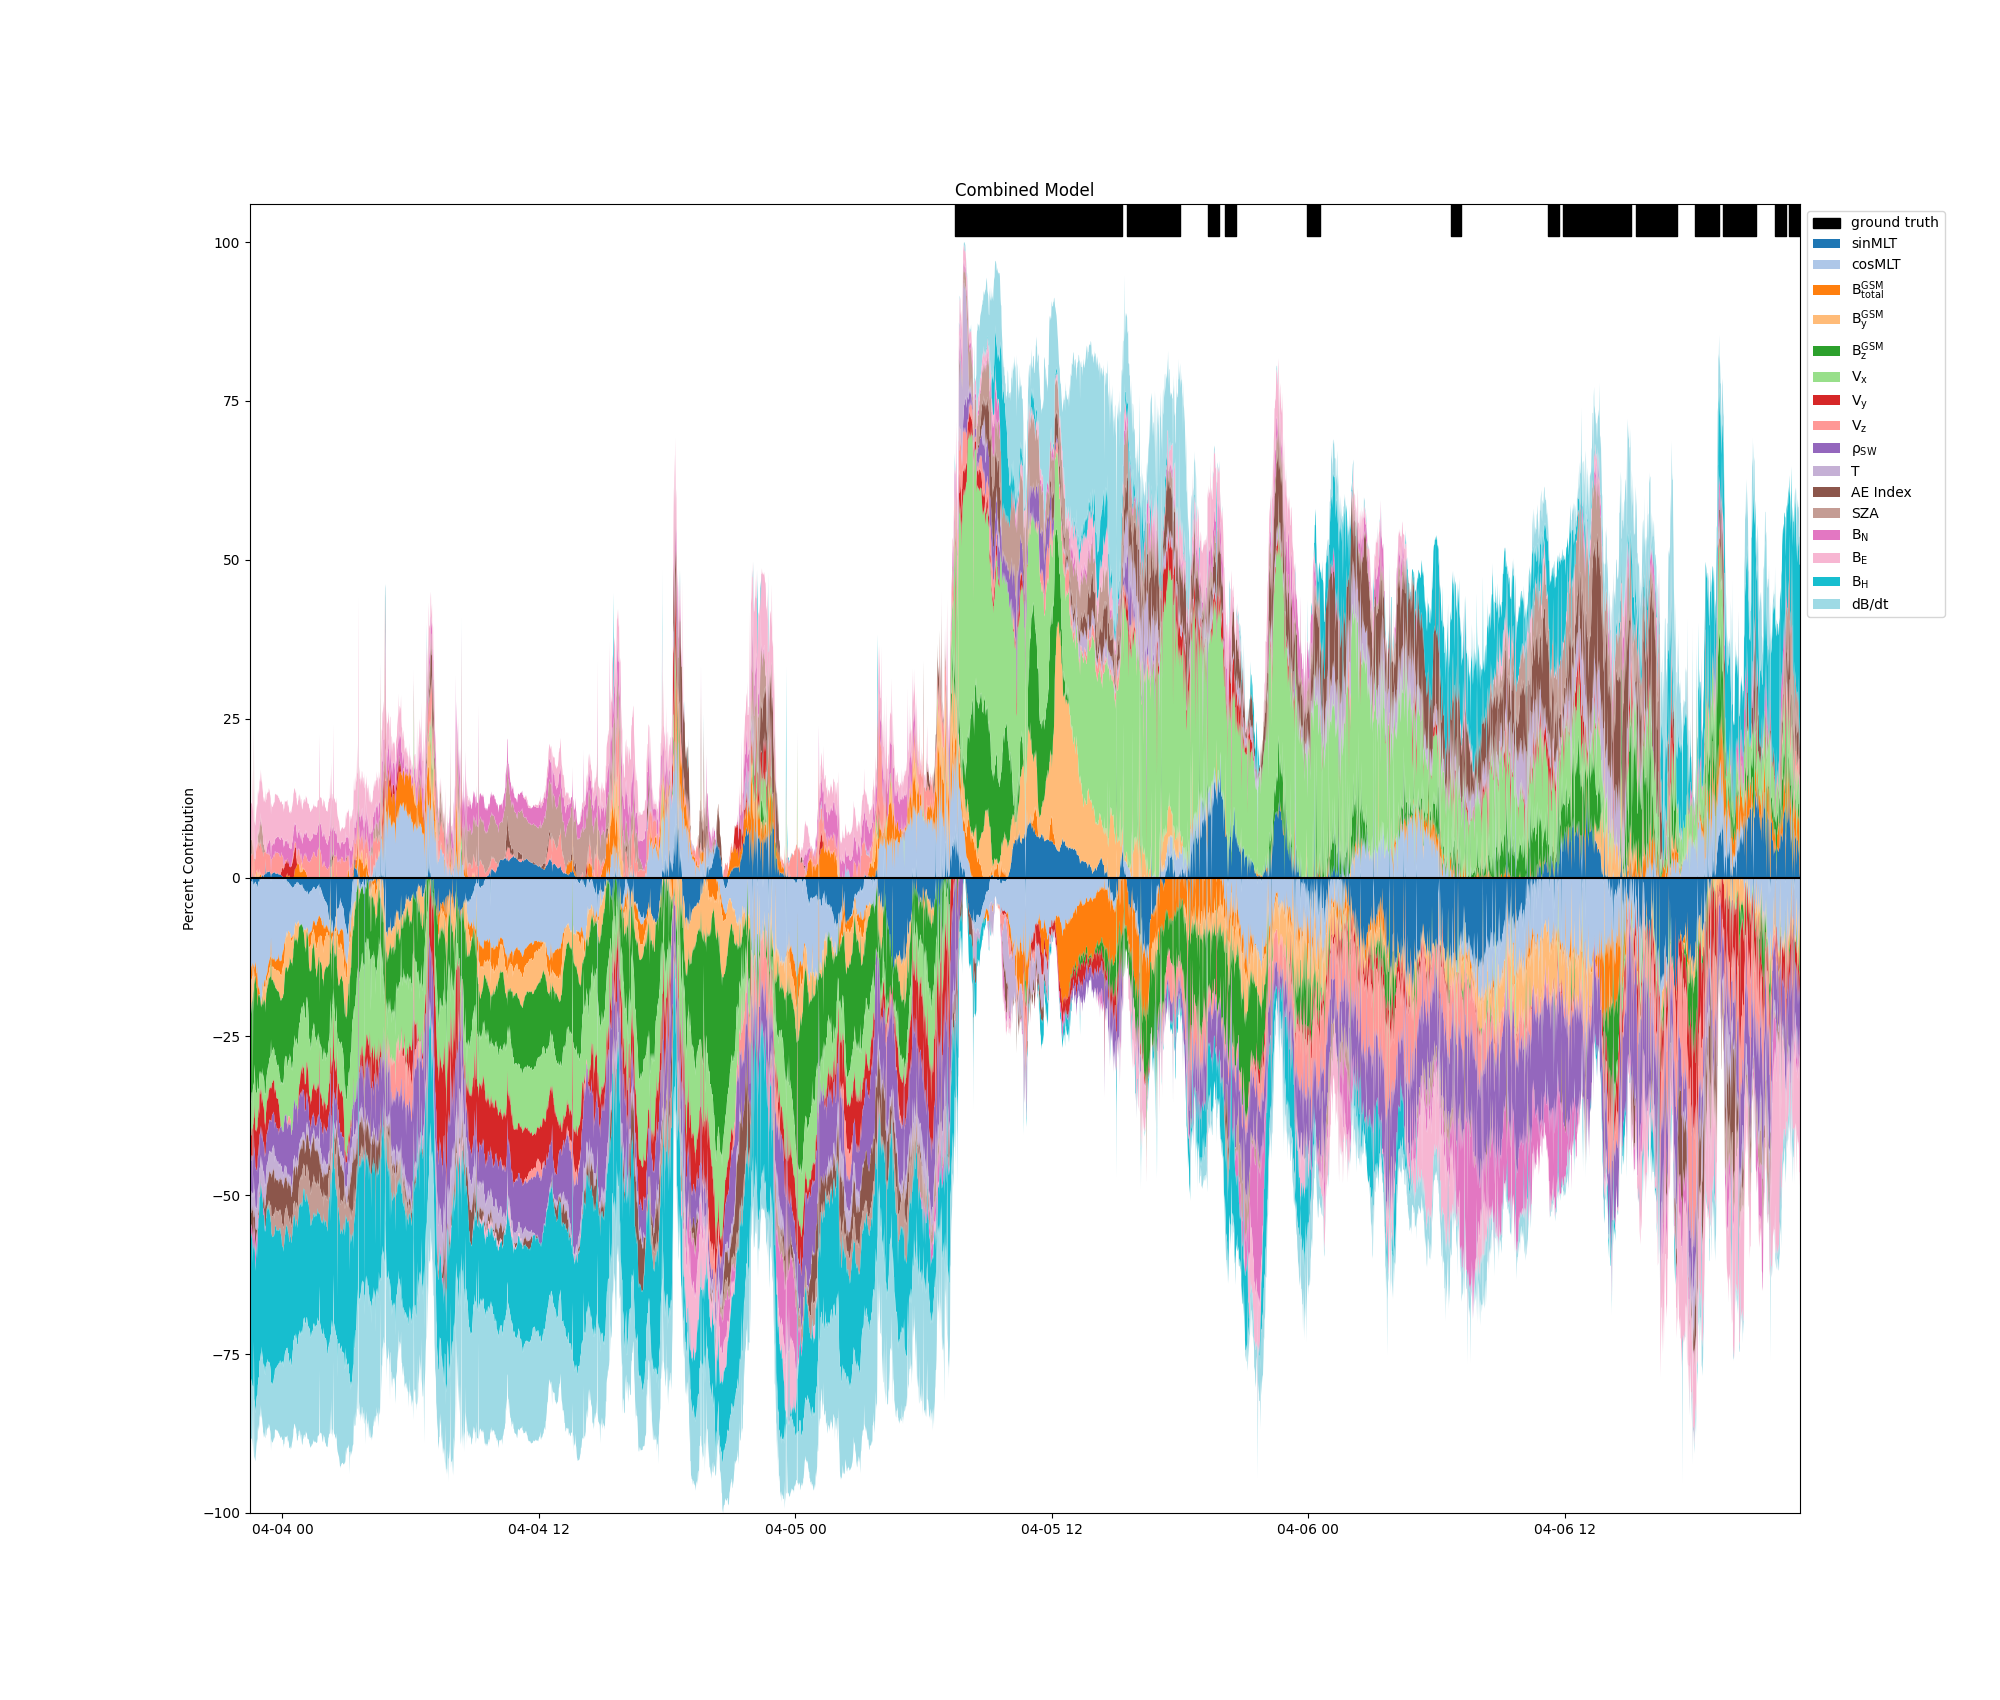 Combined Model
Percent Contribution
100
75
50
25
0
−25
−50
−75
−100
04-04 00
04-04 12
04-05 00
04-05 12
04-06 00
04-06 12
ground truth
sinMLT
cosMLT
B_total^GSM
B_y^GSM
B_z^GSM
V_x
V_y
V_z
ρ_SW
T
AE Index
SZA
B_N
B_E
B_H
dB/dt